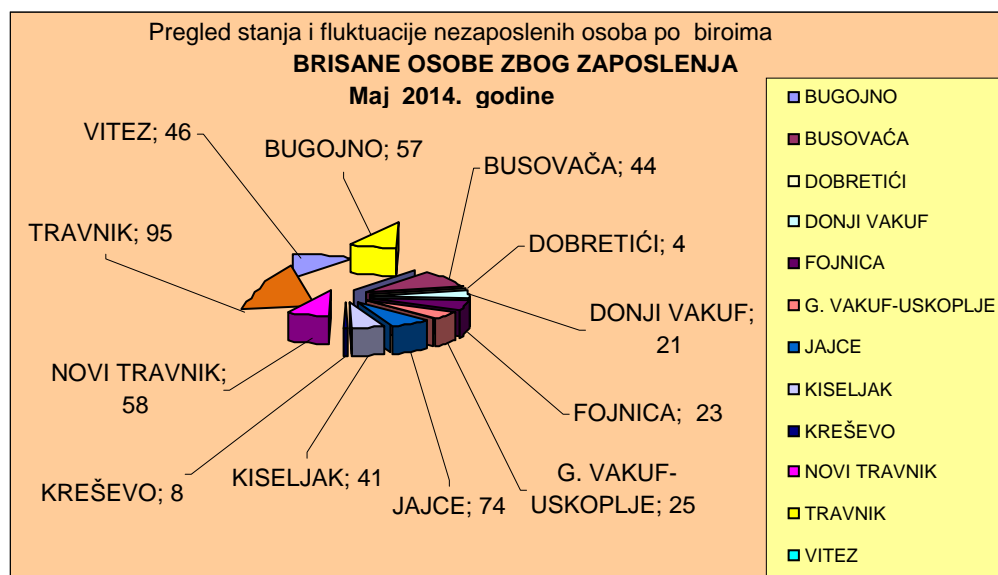 Pregled stanja i fluktuacije nezaposlenih osoba po biroima
BRISANE OSOBE ZBOG ZAPOSLENJA
Maj 2014. godine
VITEZ; 46
BUGOJNO; 57
BUSOVAČA; 44
TRAVNIK; 95
DOBRETIĆI; 4
DONJI VAKUF;
21
NOVI TRAVNIK;
58
FOJNICA; 23
KREŠEVO; 8
KISELJAK; 41
JAJCE; 74
G. VAKUF-
USKOPLJE; 25
BUGOJNO
BUSOVAĆA
DOBRETIĆI
DONJI VAKUF
FOJNICA
G. VAKUF-USKOPLJE
JAJCE
KISELJAK
KREŠEVO
NOVI TRAVNIK
TRAVNIK
VITEZ